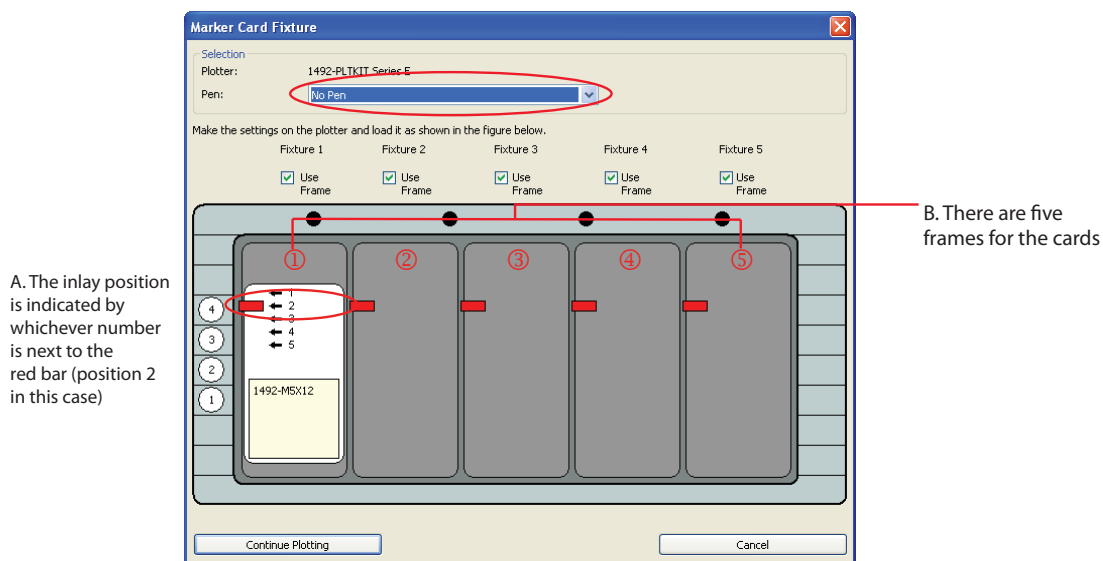 Marker Card Fixture
Selection
Plotter: 1492-PLTKIT Series E
Pen: No Pen
Make the settings on the plotter and load it as shown in the figure below.
Fixture 1 Fixture 2 Fixture 3 Fixture 4 Fixture 5
Use Frame Use Frame Use Frame Use Frame Use Frame
B. There are five
frames for the cards
① ② ③ ④ ⑤
A. The inlay position
is indicated by
whichever number
is next to the
red bar (position 2
in this case)
4
3
2
1
1
2
3
4
5
1492-M5X12
Continue Plotting Cancel